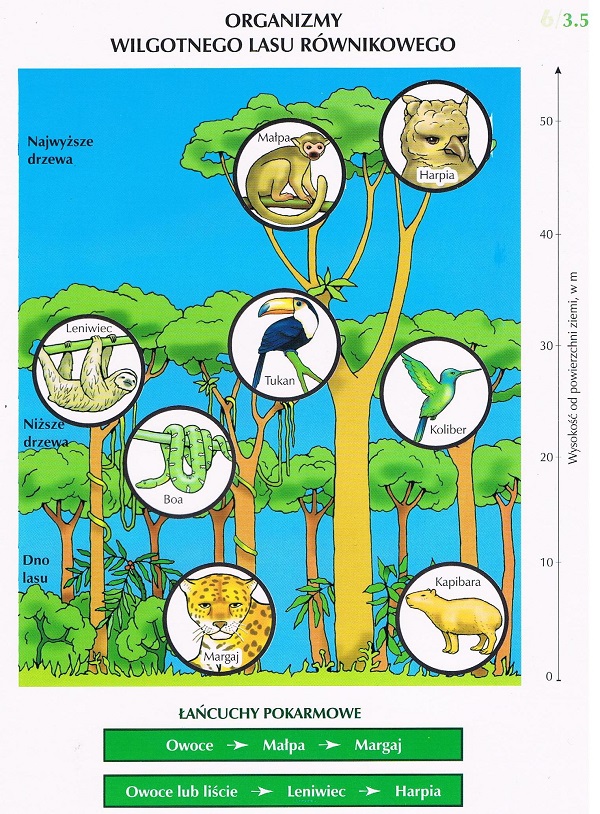 ORGANIZMY
WILGOTNEGO LASU RÓWNIKOWEGO
6/3.5
Najwyższe
drzewa
Małpa
Harpia
50
40
Leniwiec
Tukan
Koliber
30
Wysokość od powierzchni ziemi, w m
Niższe
drzewa
Boa
20
Dno
lasu
10
Margaj
Kapibara
0
ŁAŃCUCHY POKARMOWE
Owoce → Małpa → Margaj
Owoce lub liście → Leniwiec → Harpia